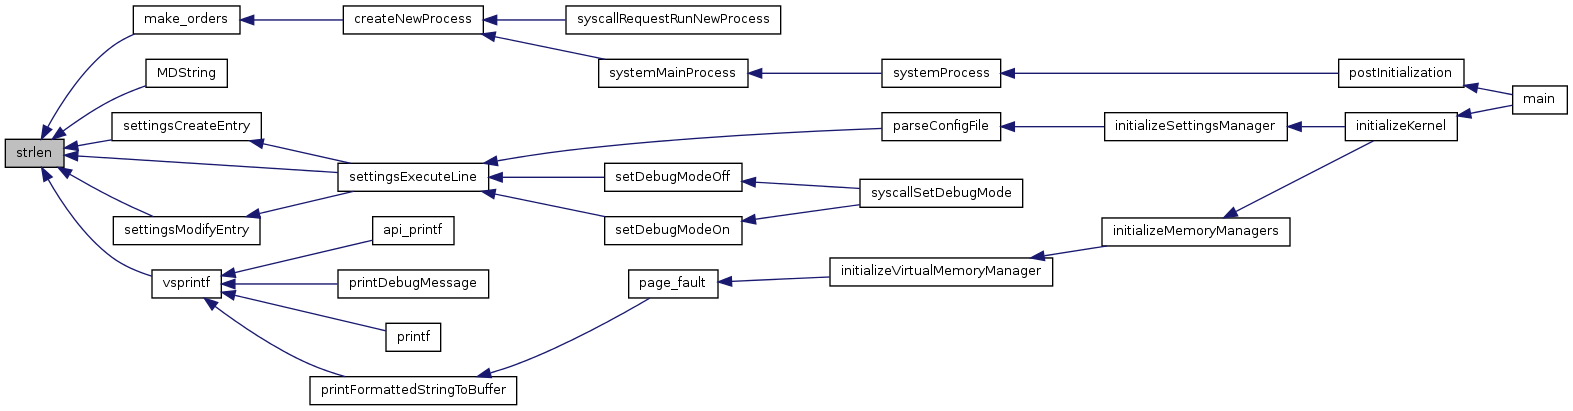 make_orders
createNewProcess
syscallRequestRunNewProcess
MDString
systemMainProcess
systemProcess
postInitialization
main
settingsCreateEntry
parseConfigFile
initializeSettingsManager
initializeKernel
strlen
settingsExecuteLine
setDebugModeOff
syscallSetDebugMode
settingsModifyEntry
api_printf
setDebugModeOn
initializeMemoryManagers
vsprintf
printDebugMessage
page_fault
initializeVirtualMemoryManager
printf
printFormattedStringToBuffer